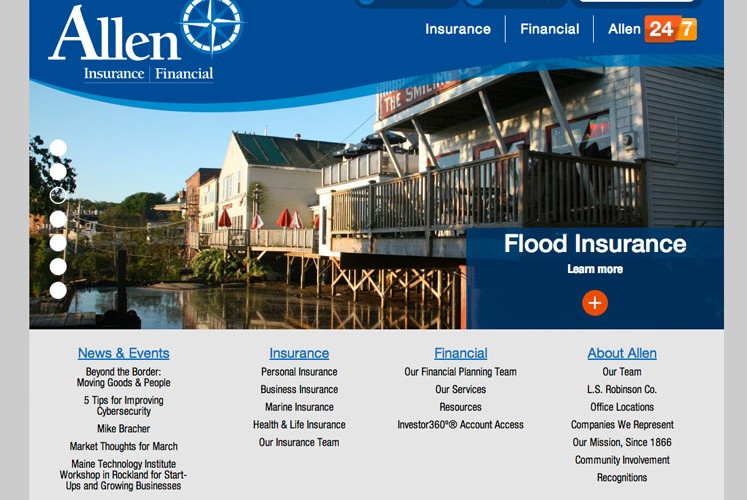 Allen
Insurance | Financial
Insurance
Financial
Allen 24 7
THE SMILING
Flood Insurance
Learn more
+
News & Events
Beyond the Border:
Moving Goods & People
5 Tips for Improving
Cybersecurity
Mike Bracher
Market Thoughts for March
Maine Technology Institute
Workshop in Rockland for Start-
Ups and Growing Businesses
Insurance
Personal Insurance
Business Insurance
Marine Insurance
Health & Life Insurance
Our Insurance Team
Financial
Our Financial Planning Team
Our Services
Resources
Investor360°® Account Access
About Allen
Our Team
L.S. Robinson Co.
Office Locations
Companies We Represent
Our Mission, Since 1866
Community Involvement
Recognitions